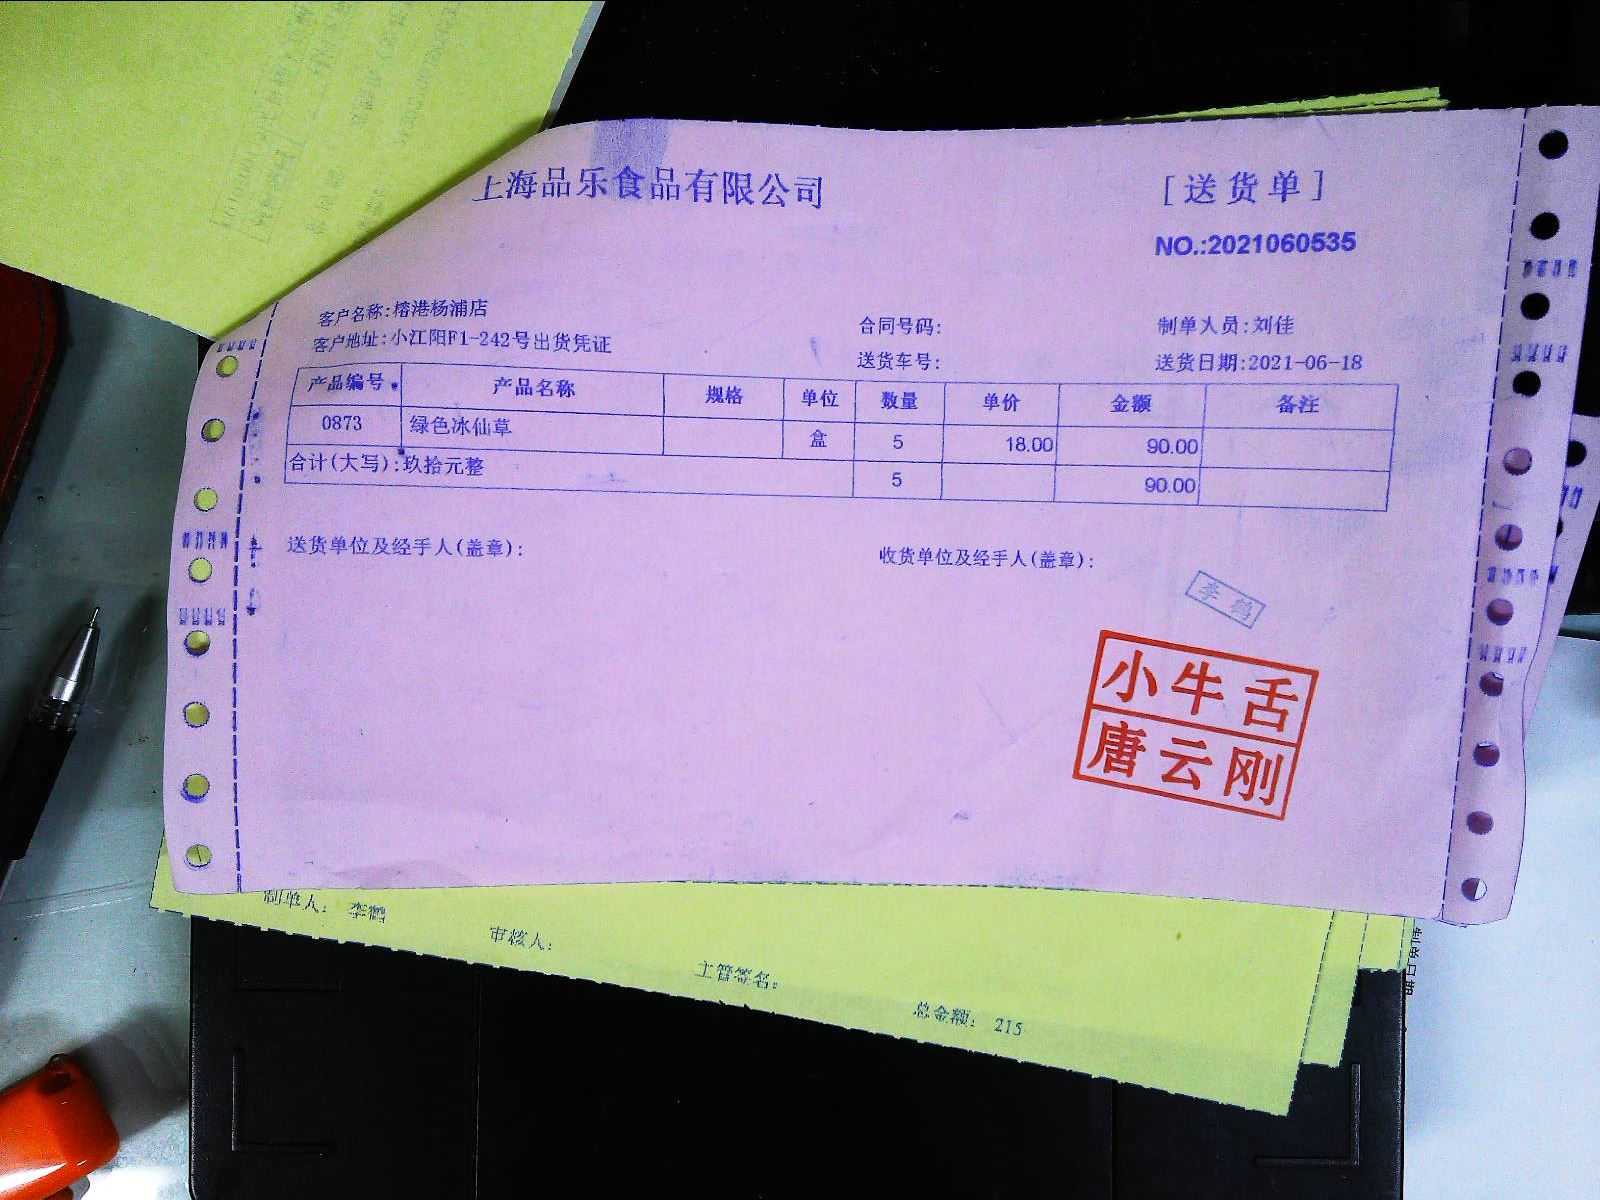 上海品乐食品有限公司
[送货单]
NO.:2021060535
客户名称:榕港杨浦店
客户地址:小江阳F1-242号出货凭证
合同号码:
制单人员:刘佳
送货车号:
送货日期:2021-06-18
产品编号 产品名称 规格 单位 数量 单价 金额 备注
0873 绿色冰仙草 盒 5 18.00 90.00
合计(大写):玖拾元整 5 90.00
送货单位及经手人(盖章):
收货单位及经手人(盖章):
李鹤
小牛舌
唐云刚
制单人: 李鹤
审核人:
主管签名:
总金额: 215
制单日期